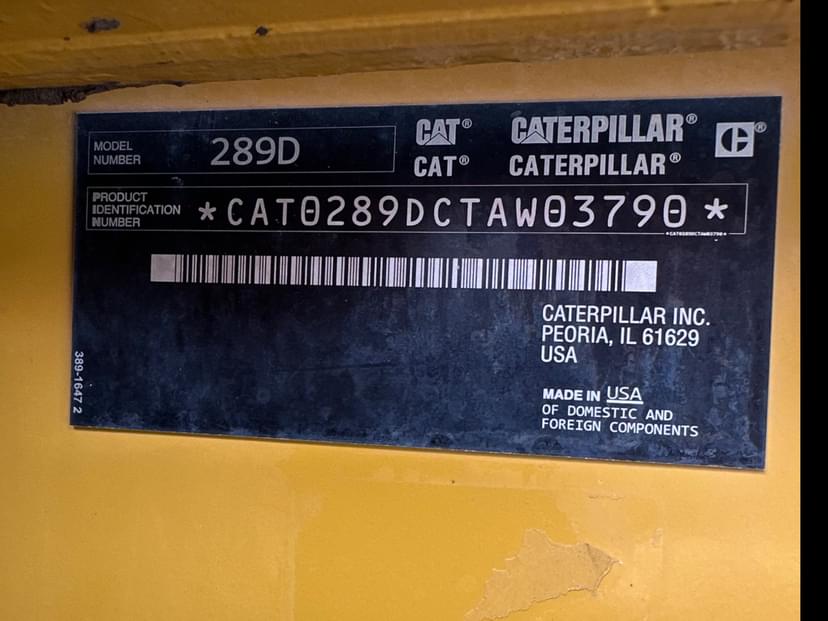 MODEL NUMBER 289D
CAT® CATERPILLAR® C®
CAT® CATERPILLAR®
PRODUCT IDENTIFICATION NUMBER *CAT0289DCTAW03790*
*CAT0289DCTAW03790*
CATERPILLAR INC.
PEORIA, IL 61629
USA
389-1647 2
MADE IN USA
OF DOMESTIC AND
FOREIGN COMPONENTS